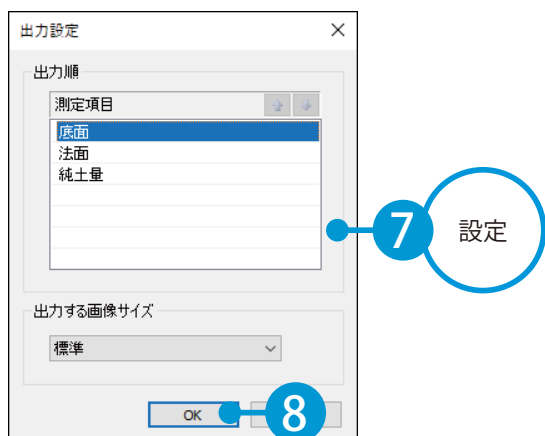 出力設定
出力順
測定項目
底面
法面
純土量
7 設定
出力する画像サイズ
標準
OK 8